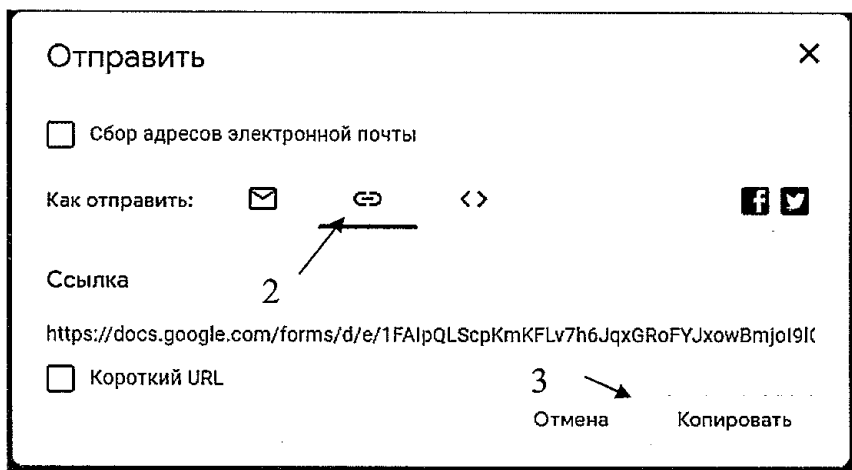 Отправить
Сбор адресов электронной почты
Как отправить:
2
Ссылка
https://docs.google.com/forms/d/e/1FAIpQLScpKmKFLv7h6JqxGRoFYJxowBmjoI9I(
Короткий URL
3
Отмена Копировать